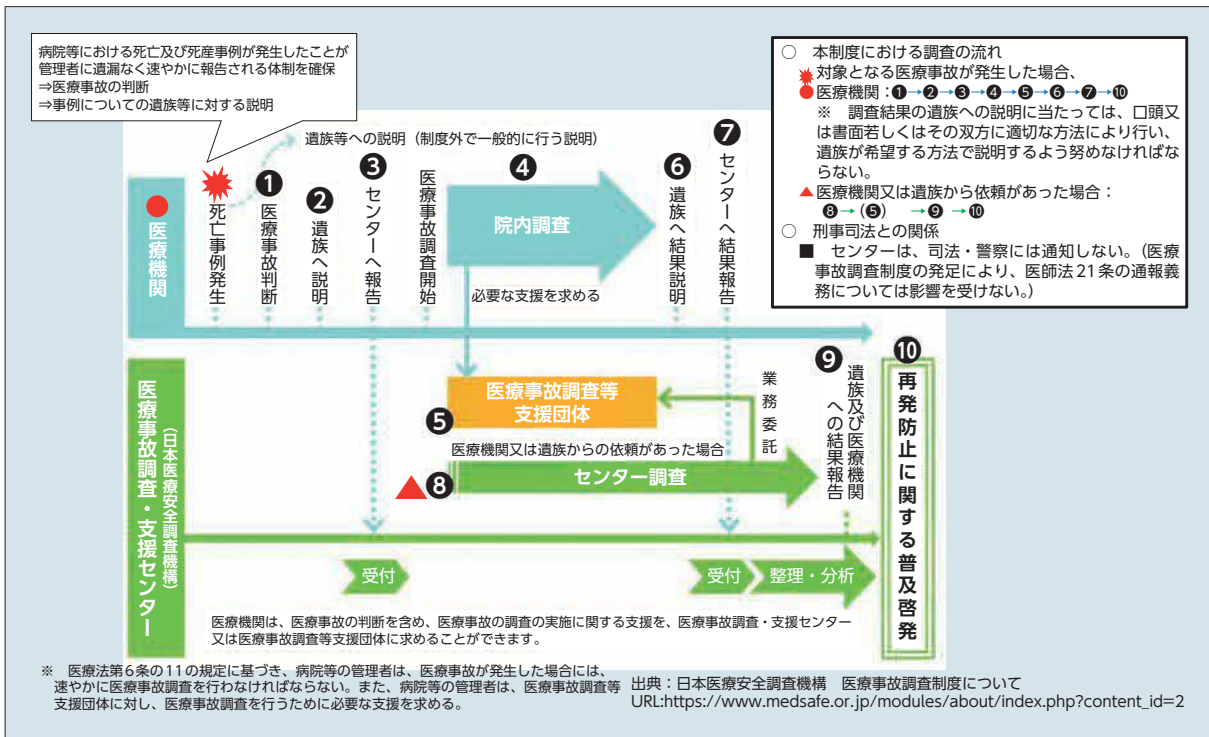 病院等における死亡及び死産事例が発生したことが
管理者に遺漏なく速やかに報告される体制を確保
⇒医療事故の判断
⇒事例についての遺族等に対する説明
○ 本制度における調査の流れ
対象となる医療事故が発生した場合、
医療機関：❶→❷→❸→❹→❺→❻→❼→❿
※ 調査結果の遺族への説明に当たっては、口頭又
は書面若しくはその双方に適切な方法により行い、
遺族が希望する方法で説明するよう努めなければな
らない。
▲医療機関又は遺族から依頼があった場合：
❽→（❺） →❾→❿
○ 刑事司法との関係
■ センターは、司法・警察には通知しない。（医療
事故調査制度の発足により、医師法21条の通報義
務については影響を受けない。）
遺族等への説明（制度外で一般的に行う説明）
●医療機関
死亡事例発生
❶
医療事故判断
❷
遺族へ説明
❸
センターへ報告
医療事故調査開始
❹
院内調査
必要な支援を求める
❻
遺族へ結果説明
❼
センターへ結果報告
医療事故調査・支援センター
（日本医療安全調査機構）
医療事故調査等
支援団体
❺
医療機関又は遺族からの依頼があった場合
業務委託
▲❽
センター調査
❾
遺族及び医療機関
への結果報告
❿
再発防止に関する普及啓発
受付
受付
整理・分析
医療機関は、医療事故の判断を含め、医療事故の調査の実施に関する支援を、医療事故調査・支援センター
又は医療事故調査等支援団体に求めることができます。
※ 医療法第6条の11の規定に基づき、病院等の管理者は、医療事故が発生した場合には、
速やかに医療事故調査を行わなければならない。また、病院等の管理者は、医療事故調査等
支援団体に対し、医療事故調査を行うために必要な支援を求める。
出典：日本医療安全調査機構 医療事故調査制度について
URL:https://www.medsafe.or.jp/modules/about/index.php?content_id=2